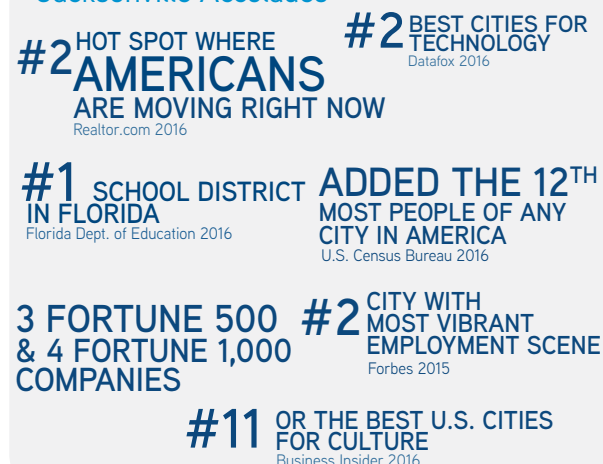 Jacksonville Accolades
#2 HOT SPOT WHERE
AMERICANS
ARE MOVING RIGHT NOW
Realtor.com 2016
#2 BEST CITIES FOR
TECHNOLOGY
Datafox 2016
#1 SCHOOL DISTRICT
IN FLORIDA
Florida Dept. of Education 2016
ADDED THE 12TH
MOST PEOPLE OF ANY
CITY IN AMERICA
U.S. Census Bureau 2016
3 FORTUNE 500
& 4 FORTUNE 1,000
COMPANIES
#2 CITY WITH
MOST VIBRANT
EMPLOYMENT SCENE
Forbes 2015
#11 OR THE BEST U.S. CITIES
FOR CULTURE
Business Insider 2016